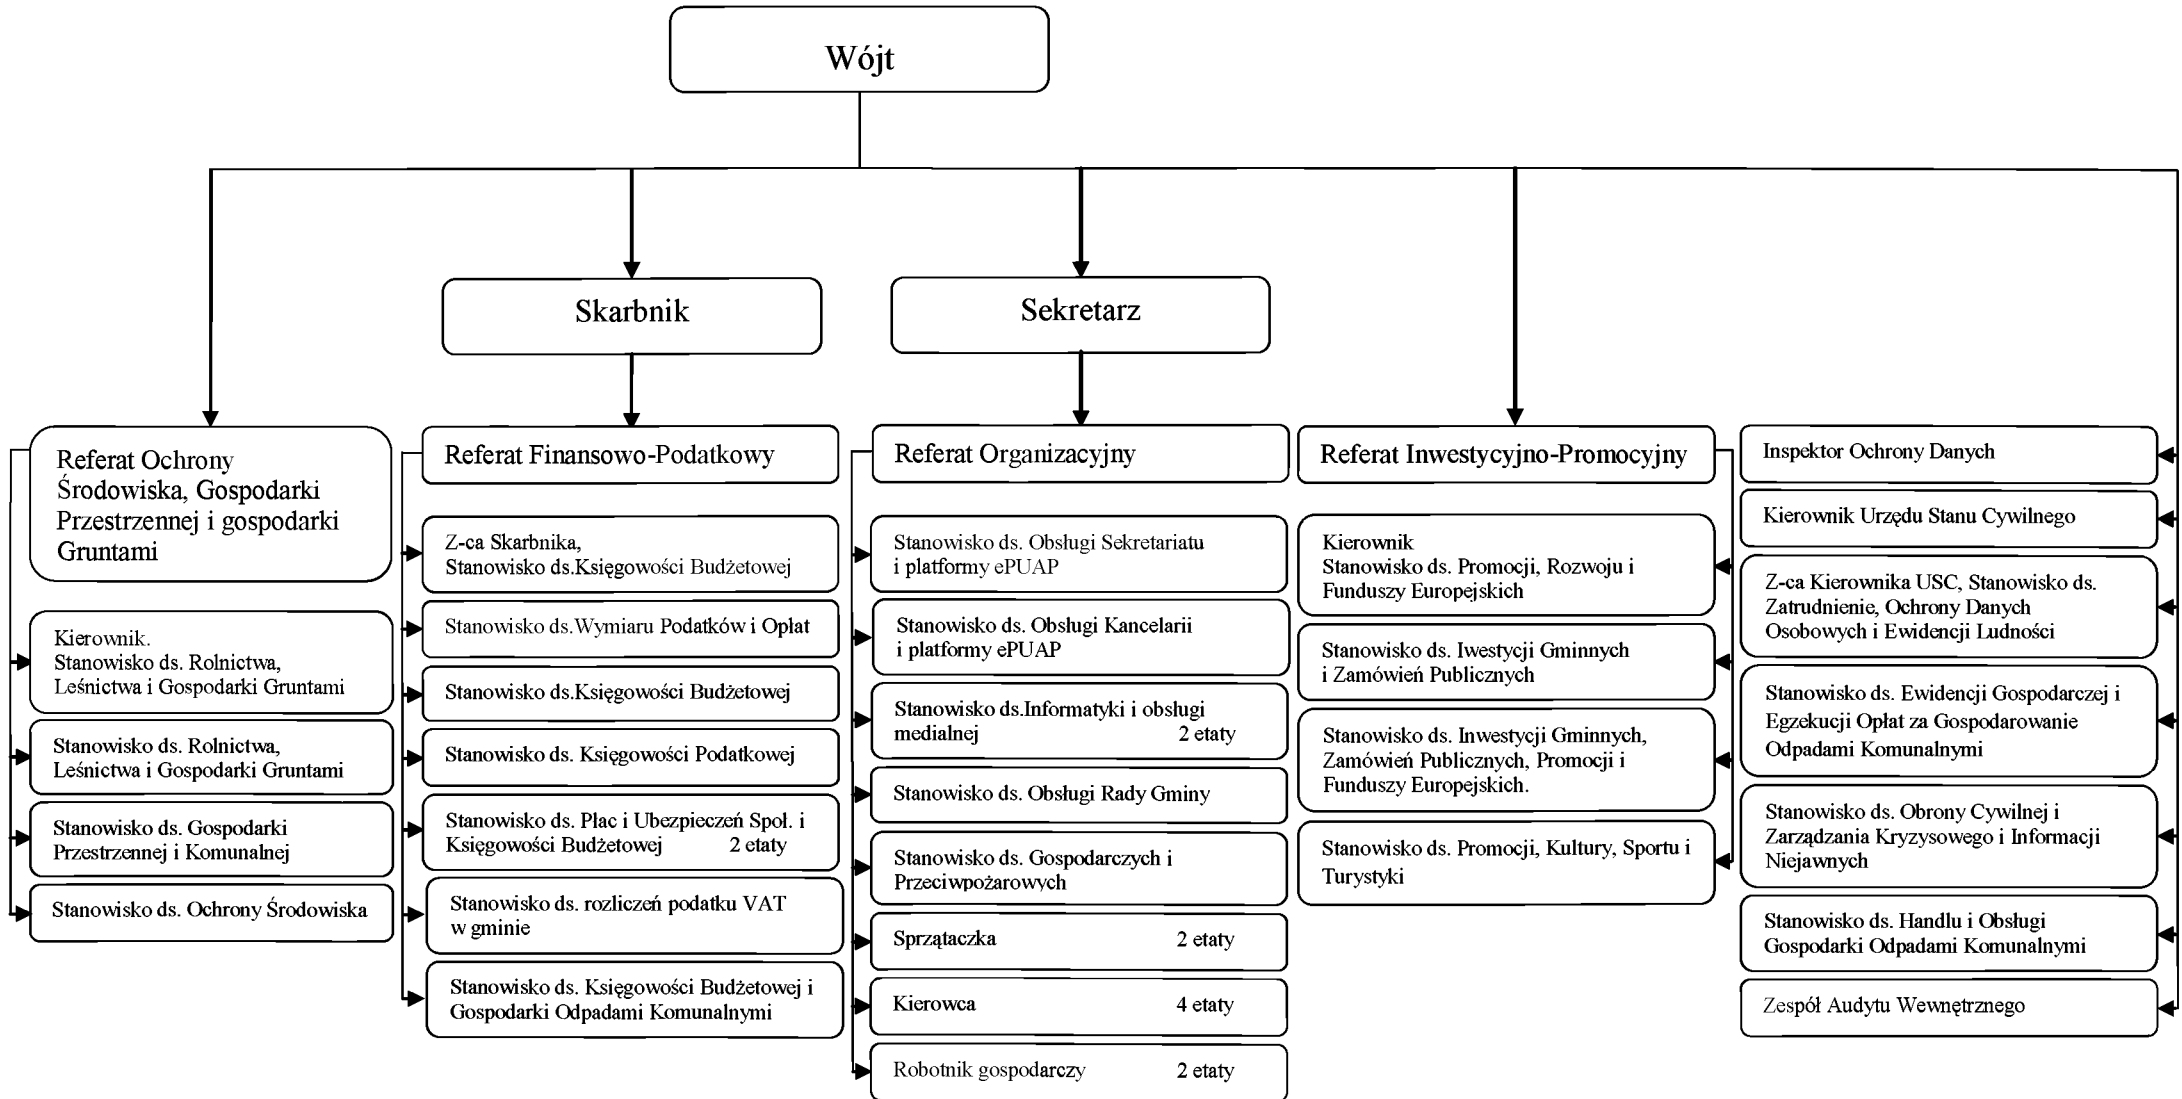 Wójt
Skarbnik
Sekretarz
Referat Ochrony
Środowiska, Gospodarki
Przestrzennej i gospodarki
Gruntami
Kierownik.
Stanowisko ds. Rolnictwa,
Leśnictwa i Gospodarki Gruntami
Stanowisko ds. Rolnictwa,
Leśnictwa i Gospodarki Gruntami
Stanowisko ds. Gospodarki
Przestrzennej i Komunalnej
Stanowisko ds. Ochrony Środowiska
Referat Finansowo-Podatkowy
Z-ca Skarbnika,
Stanowisko ds.Księgowości Budżetowej
Stanowisko ds.Wymiaru Podatków i Opłat
Stanowisko ds.Księgowości Budżetowej
Stanowisko ds. Księgowości Podatkowej
Stanowisko ds. Płac i Ubezpieczeń Społ. i
Księgowości Budżetowej 2 etaty
Stanowisko ds. rozliczeń podatku VAT
w gminie
Stanowisko ds. Księgowości Budżetowej i
Gospodarki Odpadami Komunalnymi
Referat Organizacyjny
Stanowisko ds. Obsługi Sekretariatu
i platformy ePUAP
Stanowisko ds. Obsługi Kancelarii
i platformy ePUAP
Stanowisko ds.Informatyki i obsługi
medialnej 2 etaty
Stanowisko ds. Obsługi Rady Gminy
Stanowisko ds. Gospodarczych i
Przeciwpożarowych
Sprzątaczka 2 etaty
Kierowca 4 etaty
Robotnik gospodarczy 2 etaty
Referat Inwestycyjno-Promocyjny
Kierownik
Stanowisko ds. Promocji, Rozwoju i
Funduszy Europejskich
Stanowisko ds. Iwestycji Gminnych
i Zamówień Publicznych
Stanowisko ds. Inwestycji Gminnych,
Zamówień Publicznych, Promocji i
Funduszy Europejskich.
Stanowisko ds. Promocji, Kultury, Sportu i
Turystyki
Inspektor Ochrony Danych
Kierownik Urzędu Stanu Cywilnego
Z-ca Kierownika USC, Stanowisko ds.
Zatrudnienie, Ochrony Danych
Osobowych i Ewidencji Ludności
Stanowisko ds. Ewidencji Gospodarczej i
Egzekucji Opłat za Gospodarowanie
Odpadami Komunalnymi
Stanowisko ds. Obrony Cywilnej i
Zarządzania Kryzysowego i Informacji
Niejawnych
Stanowisko ds. Handlu i Obsługi
Gospodarki Odpadami Komunalnymi
Zespół Audytu Wewnętrznego